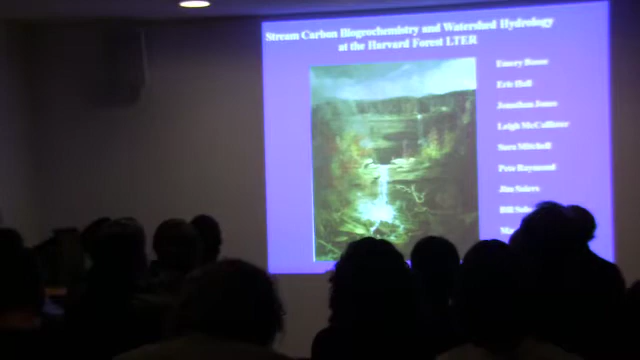 Stream Carbon Biogeochemistry and Watershed Hydrology
at the Harvard Forest LTER
Emery Boose
Eric Hall
Jonathan Jones
Leigh McCallister
Sara Mitchell
Pete Raymond
Jim
Bill